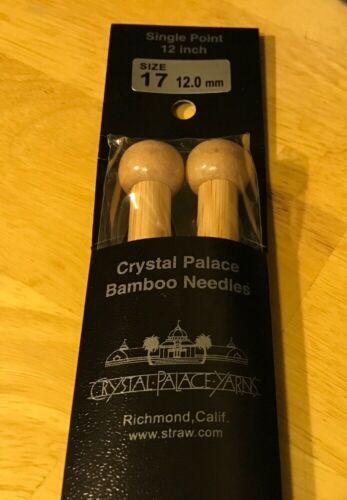 Single Point
12 inch
SIZE
17 12.0 mm
Crystal Palace
Bamboo Needles
CRYSTAL·PALACE·YARNS
Richmond,Calif.
www.straw.com